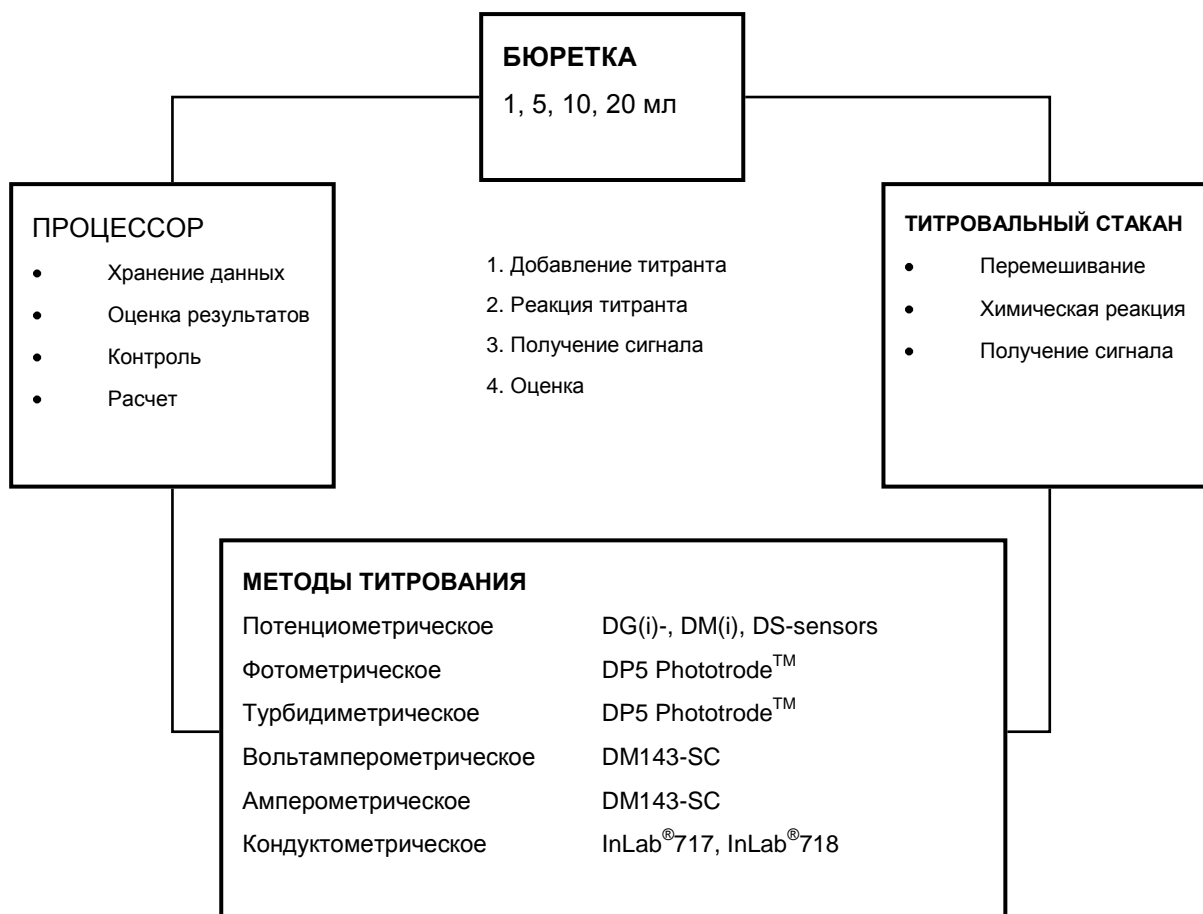 БЮРЕТКА
1, 5, 10, 20 мл
ПРОЦЕССОР
• Хранение данных
• Оценка результатов
• Контроль
• Расчет
1. Добавление титранта
2. Реакция титранта
3. Получение сигнала
4. Оценка
ТИТРОВАЛЬНЫЙ СТАКАН
• Перемешивание
• Химическая реакция
• Получение сигнала
МЕТОДЫ ТИТРОВАНИЯ
Потенциометрическое DG(i)-, DM(i), DS-sensors
Фотометрическое DP5 Phototrode™
Турбидиметрическое DP5 Phototrode™
Вольтамперометрическое DM143-SC
Амперометрическое DM143-SC
Кондуктометрическое InLab®717, InLab®718